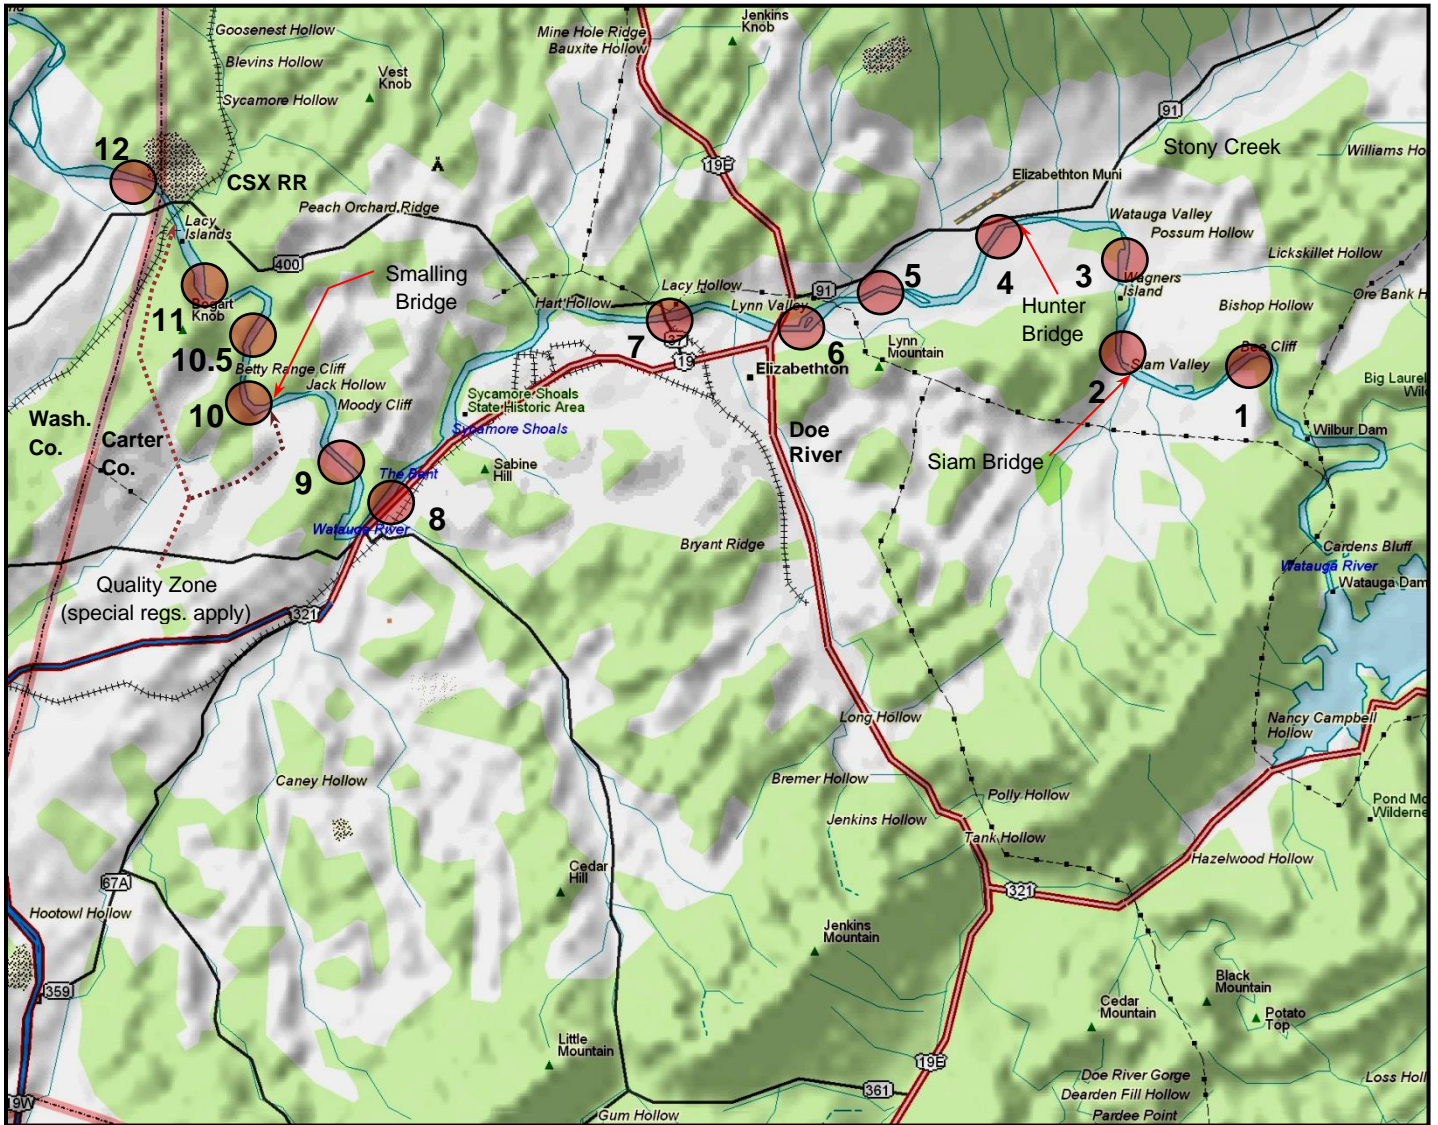 Goosenest Hollow
Blevins Hollow
Vest
Knob
Sycamore Hollow
Mine Hole Ridge
Bauxite Hollow
Jenkins
Knob
91
Stony Creek
Williams Ho
12
CSX RR
19E
Elizabethton Muni
Peach Orchard Ridge
Lacy
Islands
Watauga Valley
Possum Hollow
Lickskillet Hollow
400
Smalling
Bridge
Hart Hollow
Lacy Hollow
Lynn Valley
91
5
4
3
Wagners
Island
Hunter
Bridge
Bishop Hollow
Ore Bank H
Bogart
Knob
11
10.5
7
37
19
6
Lynn
Mountain
Elizabethton
2
Siam Valley
Bee Cliff
1
Big Laurel
Wil
Betty Range Cliff
Jack Hollow
Moody Cliff
10
Sycamore Shoals
State Historic Area
Sycamore Shoals
Wash.
Co.
Carter
Co.
Doe
River
Siam Bridge
Wilbur Dam
9
The Bent
Sabine
Hill
8
Watauga River
Bryant Ridge
Cardens Bluff
Watauga River
Watauga Dam
Quality Zone
(special regs. apply)
321
Long Hollow
Nancy Campbell
Hollow
Caney Hollow
Bremer Hollow
Polly Hollow
Jenkins Hollow
Tank Hollow
Pond Mo
Wilderne
Hazelwood Hollow
67A
Cedar
Hill
321
Hootowl Hollow
Jenkins
Mountain
359
Black
Mountain
Cedar
Mountain
Potato
Top
Little
Mountain
19E
Doe River Gorge
Dearden Fill Hollow
Pardee Point
Loss Holl
361
19W
Gum Hollow